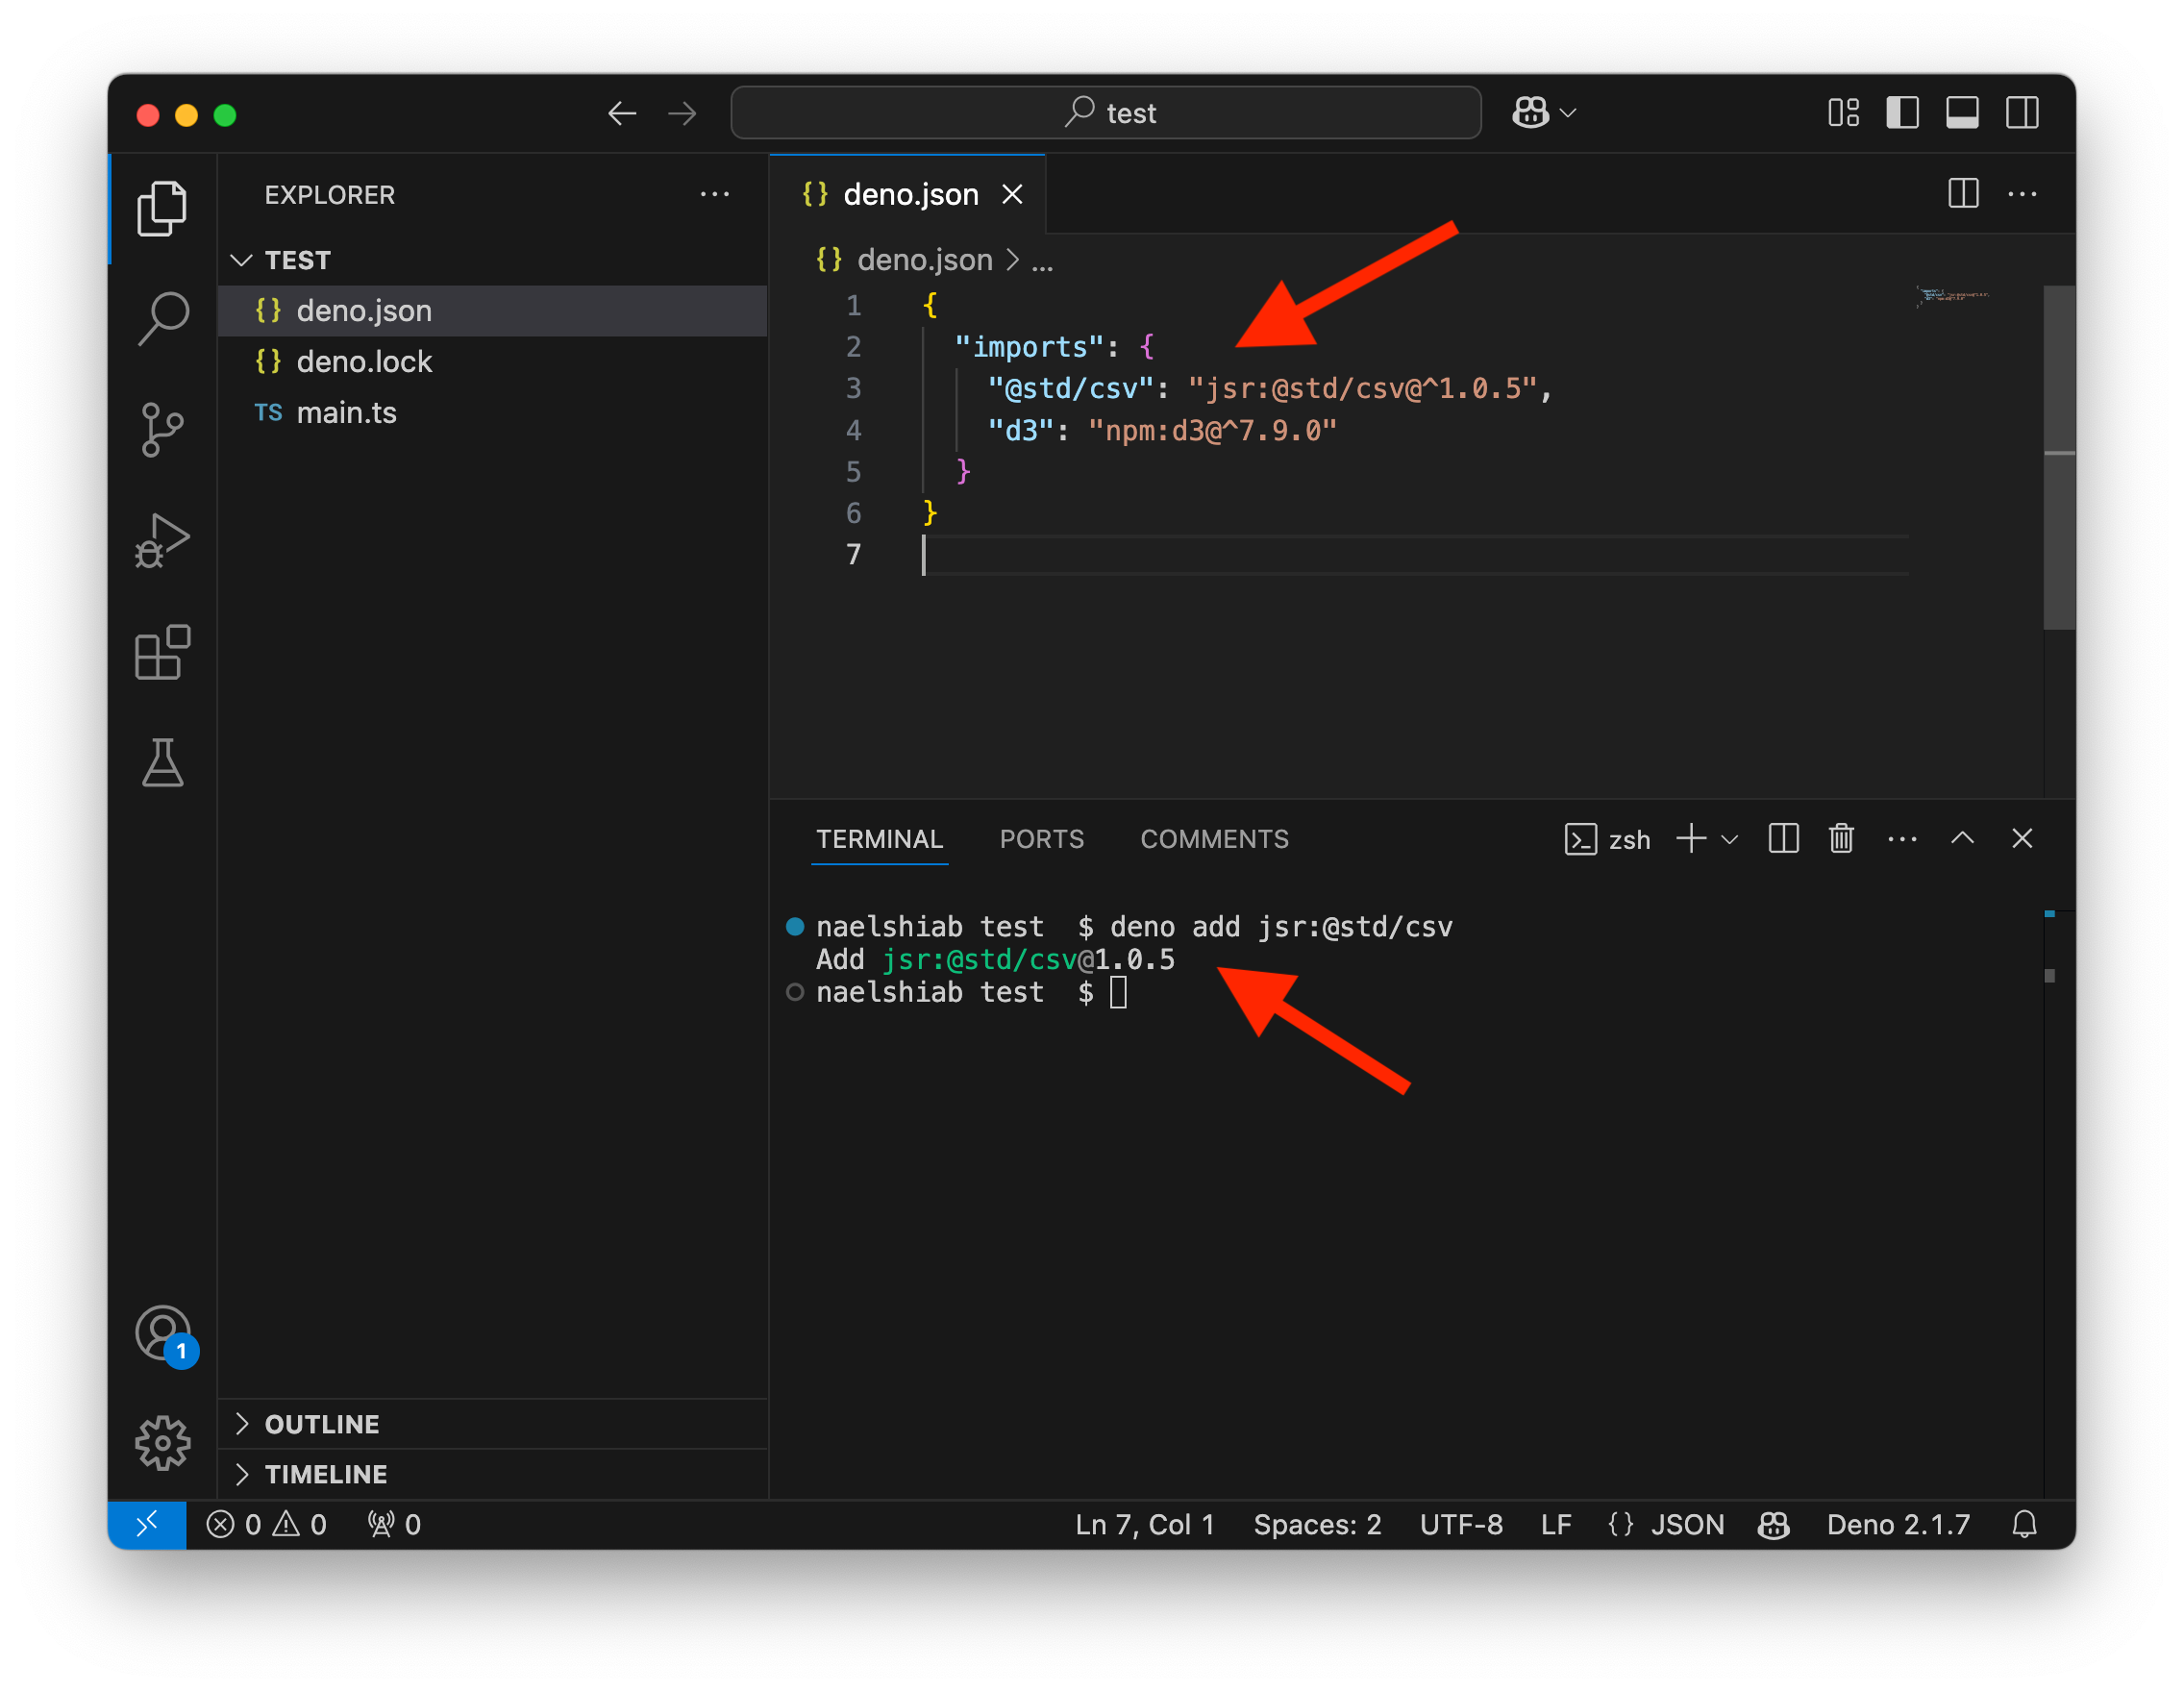 test
EXPLORER
TEST
deno.json
deno.lock
TS main.ts
OUTLINE
TIMELINE
1
{} deno.json
{} deno.json > ...
1 {
2 "imports": {
3 "@std/csv": "jsr:@std/csv@^1.0.5",
4 "d3": "npm:d3@^7.9.0"
5 }
6 }
7
TERMINAL PORTS COMMENTS zsh
naelshiab test $ deno add jsr:@std/csv
Add jsr:@std/csv@1.0.5
naelshiab test $
0 0 0 Ln 7, Col 1 Spaces: 2 UTF-8 LF {} JSON Deno 2.1.7